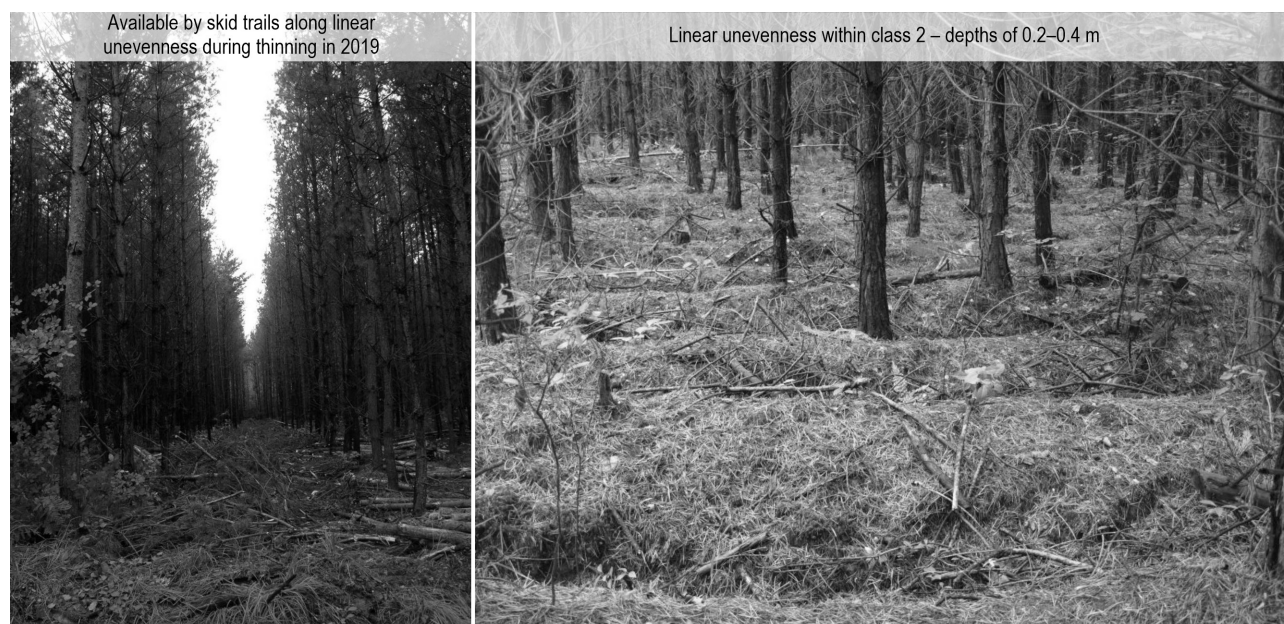 Available by skid trails along linear
unevenness during thinning in 2019
Linear unevenness within class 2 – depths of 0.2–0.4 m